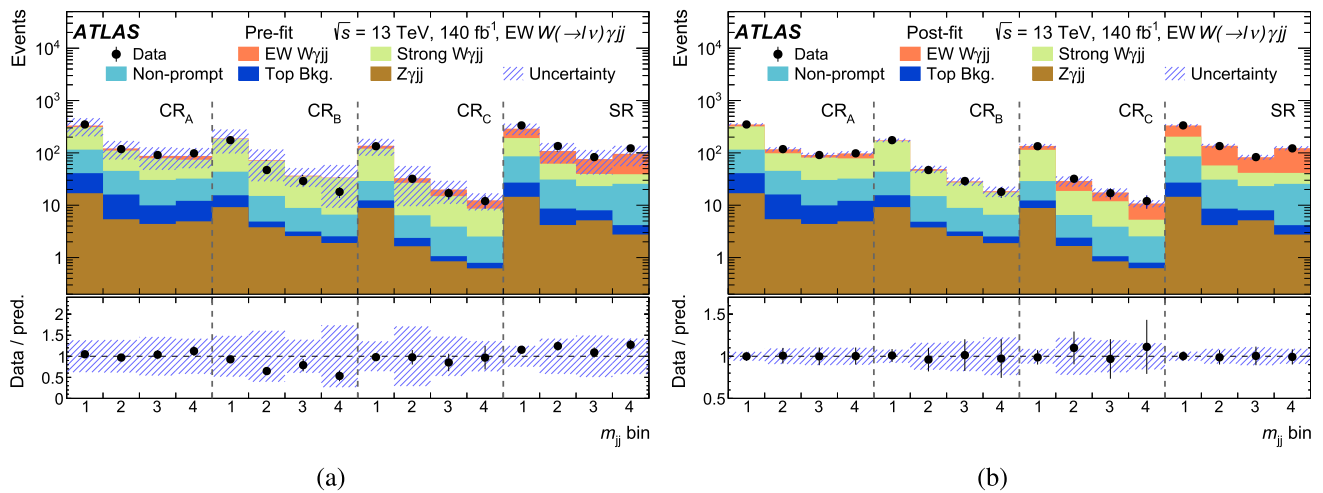 Events
10⁴
10³
10²
10
1
ATLAS Pre-fit √s = 13 TeV, 140 fb⁻¹, EW W(→lν)γjj
Data EW Wγjj Strong Wγjj
Non-prompt Top Bkg. Zγjj Uncertainty
CR_A CR_B CR_C SR
Data / pred.
2
1.5
1
0.5
0
1 2 3 4 1 2 3 4 1 2 3 4 1 2 3 4
m_jj bin
(a)
Events
10⁴
10³
10²
10
1
ATLAS Post-fit √s = 13 TeV, 140 fb⁻¹, EW W(→lν)γjj
Data EW Wγjj Strong Wγjj
Non-prompt Top Bkg. Zγjj Uncertainty
CR_A CR_B CR_C SR
Data / pred.
1.5
1
0.5
1 2 3 4 1 2 3 4 1 2 3 4 1 2 3 4
m_jj bin
(b)